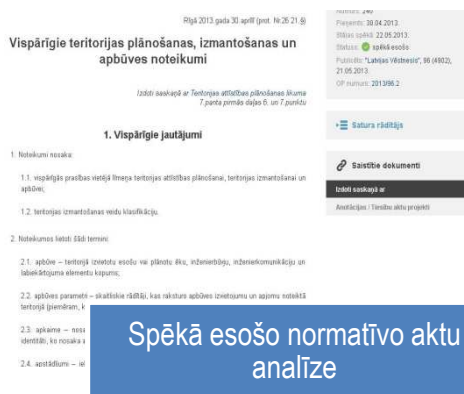 Rīgā 2013. gada 30. aprīlī (prot. Nr.26 21.§)
Vispārīgie teritorijas plānošanas, izmantošanas un
apbūves noteikumi
Izdoti saskaņā ar Teritorijas attīstības plānošanas likuma
7.panta pirmās daļas 6. un 7.punktu
1. Vispārīgie jautājumi
1. Noteikumi nosaka:
1.1. vispārīgās prasības vietējā līmeņa teritorijas attīstības plānošanai, teritorijas izmantošanai un
apbūvei;
1.2. teritorijas izmantošanas veidu klasifikāciju.
2. Noteikumos lietoti šādi termini:
2.1. apbūve – teritorijā izvietotu esošu vai plānotu ēku, inženierbūvju, inženierkomunikāciju un
labiekārtojuma elementu kopums;
2.2. apbūves parametri – skaitliskie rādītāji, kas raksturo apbūves izvietojumu un apjomu noteiktā
teritorijā (piemēram,
2.3. apkaime –
identitāti, ko nosaka
2.4. apstādījumi –
Pieņemts: 30.04.2013.
Stājas spēkā: 22.05.2013.
Statuss: spēkā esošs
Publicēts: "Latvijas Vēstnesis", 96 (4902),
21.05.2013.
OP numurs: 2013/96.2
Satura rādītājs
Saistītie dokumenti
Izdoti saskaņā ar
Anotācijas / Tiesību aktu projekti
Spēkā esošo normatīvo aktu
analīze